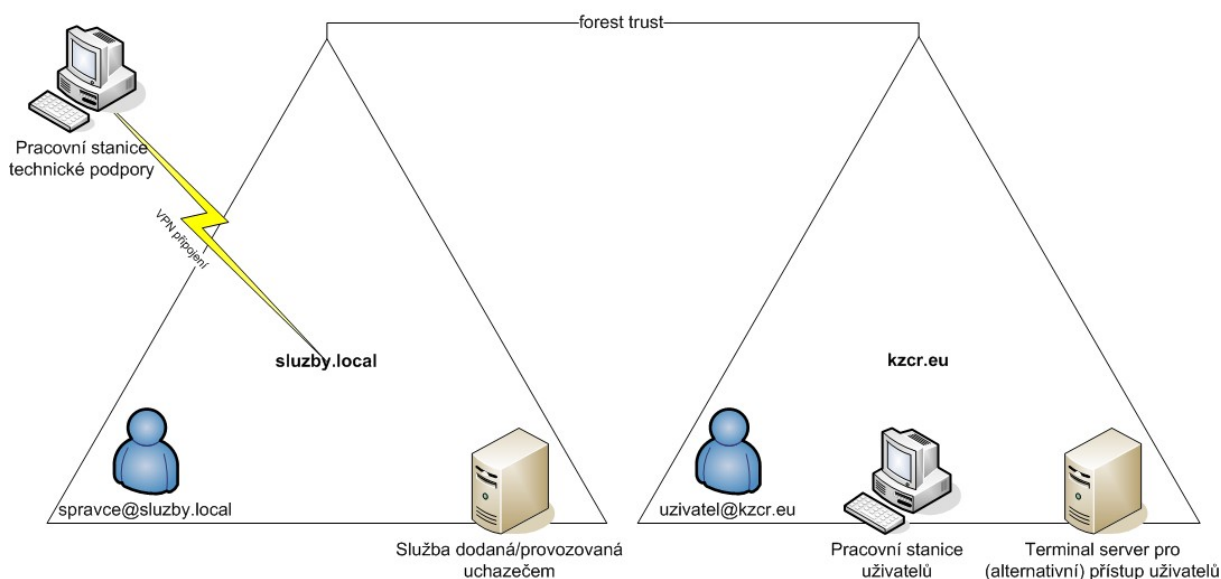 forest trust
Pracovní stanice
technické podpory
VPN připojení
sluzby.local
kzcr.eu
spravce@sluzby.local
uzivatel@kzcr.eu
Služba dodaná/provozovaná
uchazečem
Pracovní stanice
uživatelů
Terminal server pro
(alternativní) přístup uživatelů